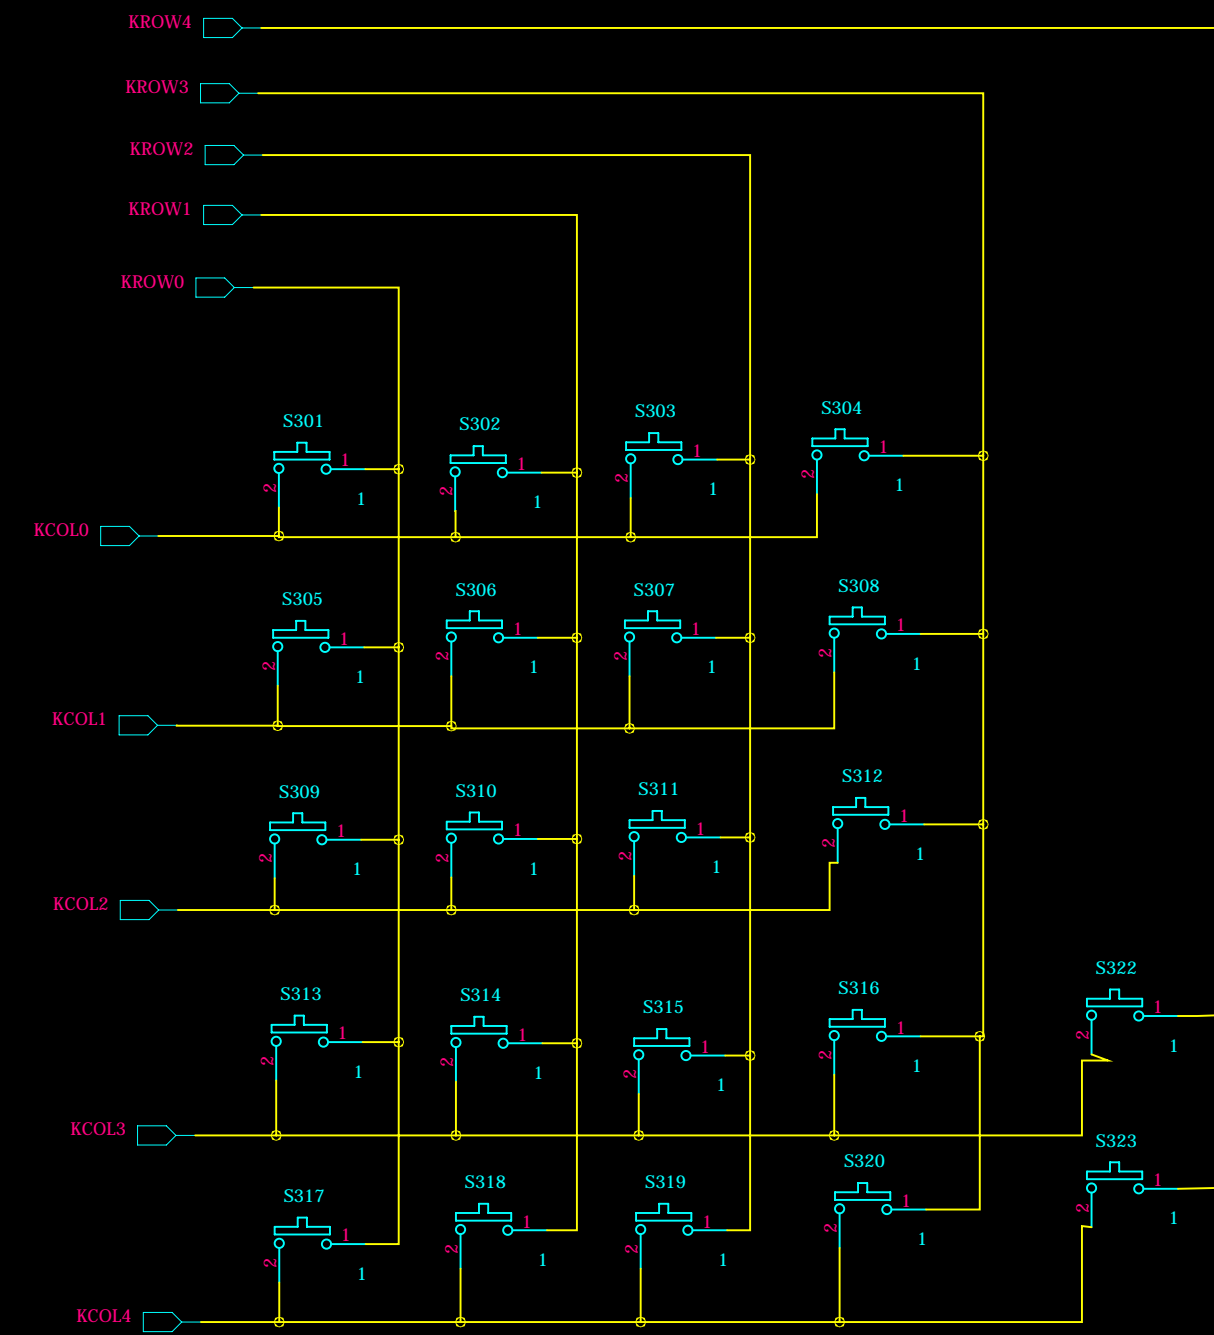 KROW4
KROW3
KROW2
KROW1
KROW0
S301 S302 S303 S304
1 1 1 1
2 2 2 2
1 1 1 1
KCOL0
S305 S306 S307 S308
1 1 1 1
2 2 2 2
1 1 1 1
KCOL1
S309 S310 S311 S312
1 1 1 1
2 2 2 2
1 1 1 1
KCOL2
S313 S314 S315 S316 S322
1 1 1 1 1
2 2 2 2 2
1 1 1 1 1
KCOL3
S317 S318 S319 S320 S323
1 1 1 1 1
2 2 2 2 2
1 1 1 1 1
KCOL4